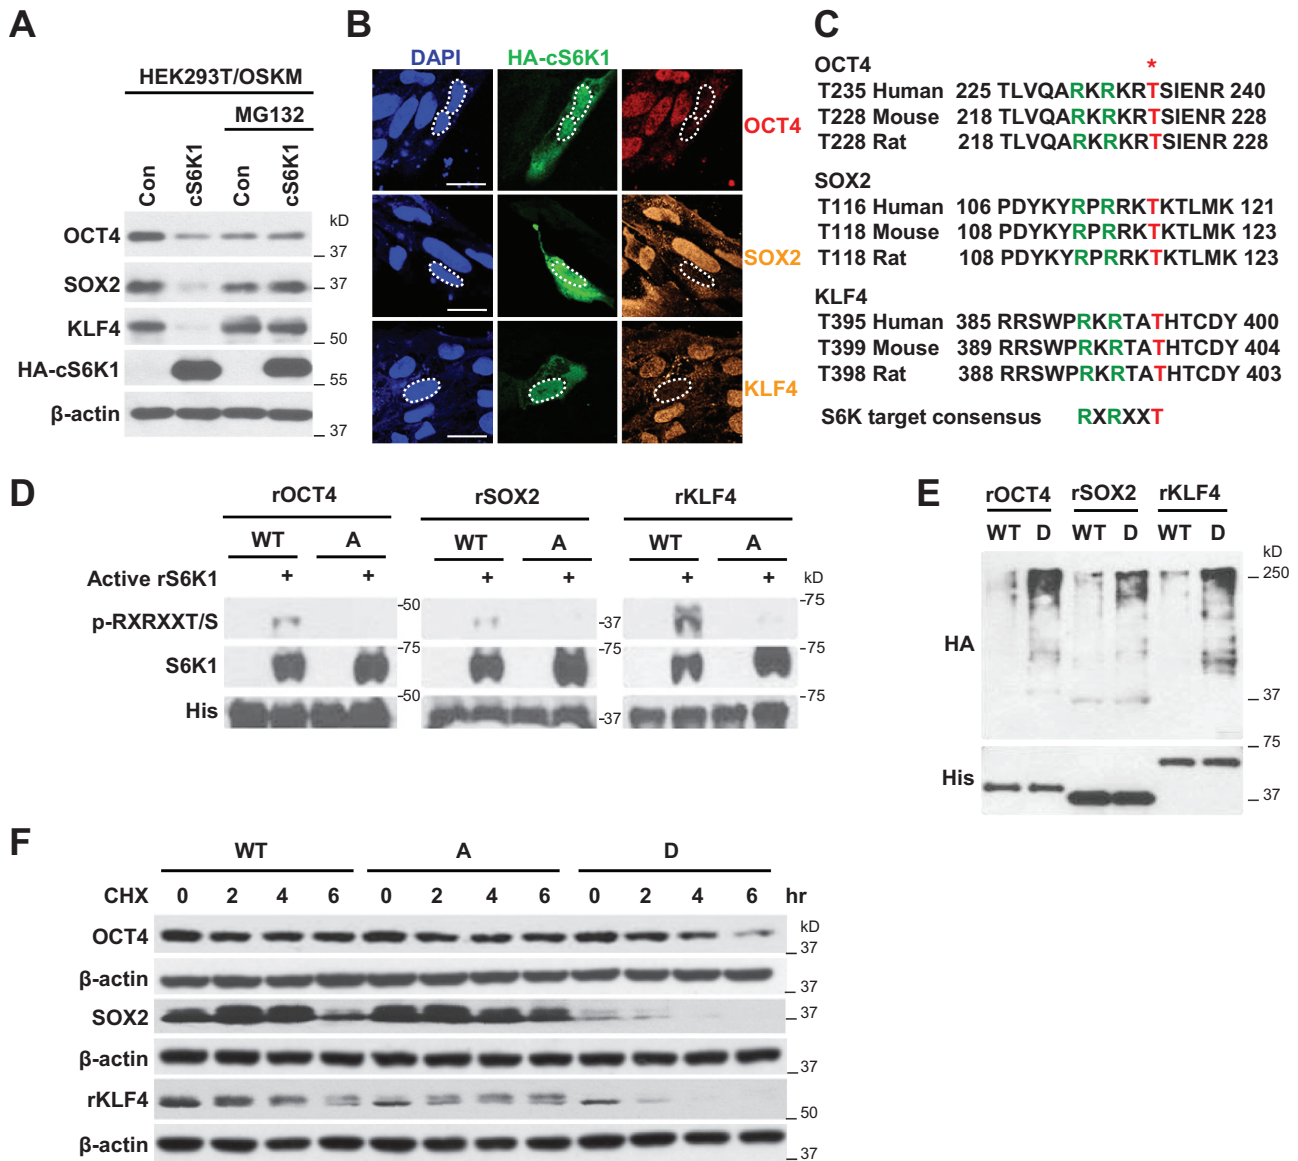 A
HEK293T/OSKM
MG132
Con cS6K1 Con cS6K1
kD
OCT4
37
SOX2
37
KLF4
50
HA-cS6K1
55
β-actin
37
B
DAPI HA-cS6K1
OCT4
SOX2
KLF4
C
OCT4 *
T235 Human 225 TLVQARKRKRTSIENR 240
T228 Mouse 218 TLVQARKRKRTSIENR 228
T228 Rat 218 TLVQARKRKRTSIENR 228
SOX2
T116 Human 106 PDYKYRPRRKTKTLMK 121
T118 Mouse 108 PDYKYRPRRKTKTLMK 123
T118 Rat 108 PDYKYRPRRKTKTLMK 123
KLF4
T395 Human 385 RRSWPRKRTATHTCDY 400
T399 Mouse 389 RRSWPRKRTATHTCDY 404
T398 Rat 388 RRSWPRKRTATHTCDY 403
S6K target consensus RXRXXT
D
rOCT4 rSOX2 rKLF4
WT A WT A WT A
Active rS6K1 + + + + + + kD
p-RXRXXT/S -50 -37 -75
S6K1 -75 -75
His -50 -37 -75
E
rOCT4 rSOX2 rKLF4
WT D WT D WT D
kD
250
HA
37
75
His
37
F
WT A D
CHX 0 2 4 6 0 2 4 6 0 2 4 6 hr
kD
OCT4
37
β-actin
37
SOX2 37
β-actin
37
rKLF4
50
β-actin
37